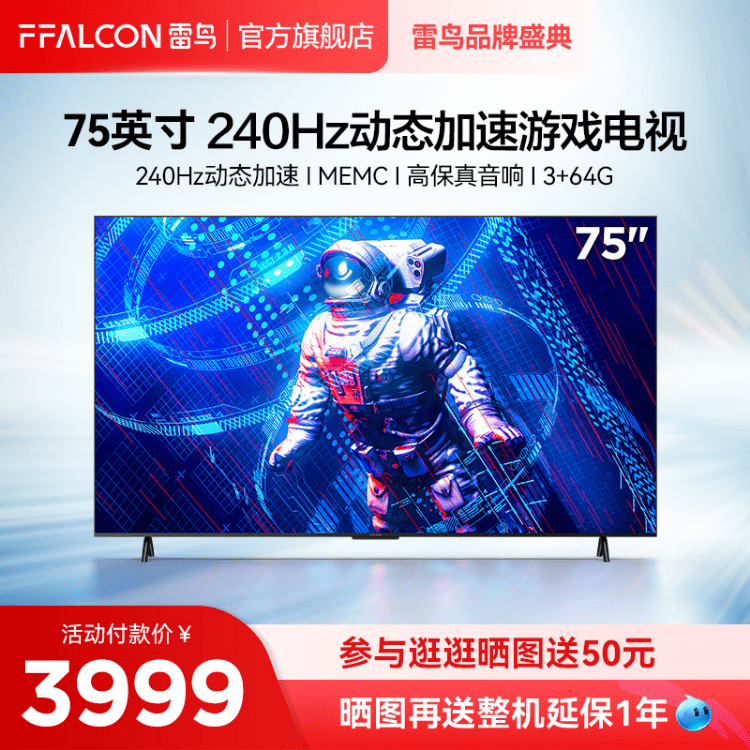 FFALCON 雷鸟 | 官方旗舰店
雷鸟品牌盛典
75英寸 240Hz动态加速游戏电视
240Hz动态加速 | MEMC | 高保真音响 | 3+64G
75"
活动付款价¥
3999
参与逛逛晒图送50元
晒图再送整机延保1年